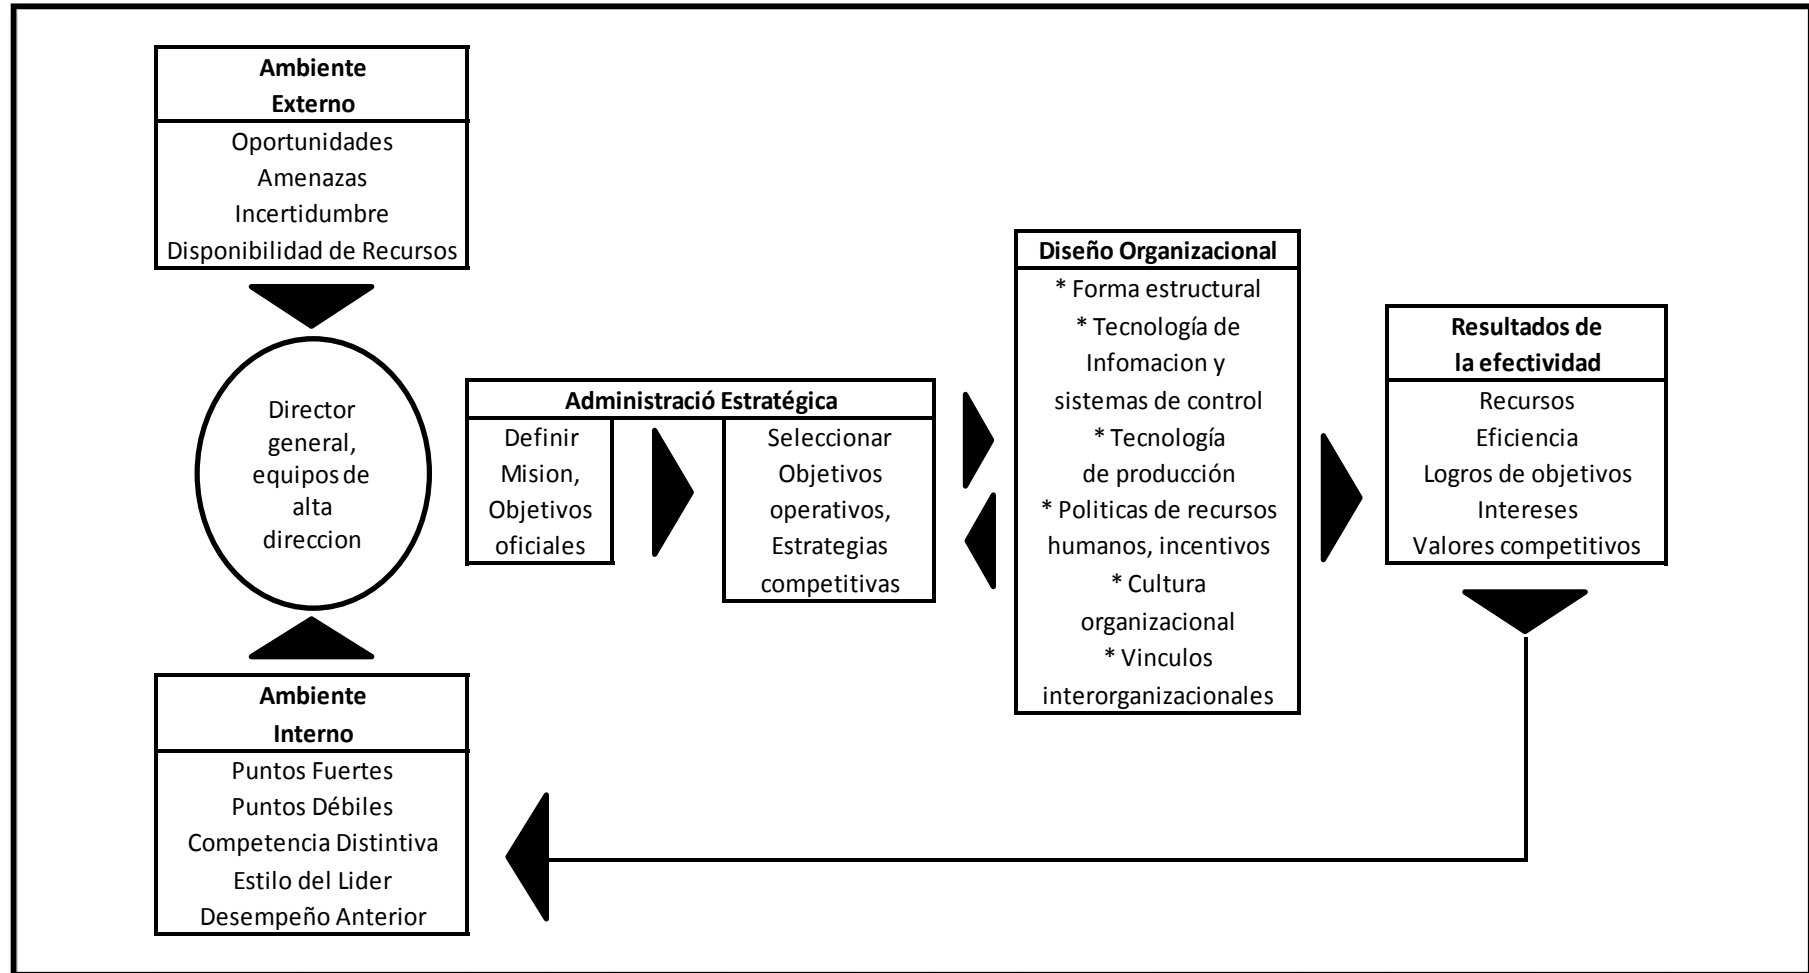 Ambiente
Externo
Oportunidades
Amenazas
Incertidumbre
Disponibilidad de Recursos
Director
general,
equipos de
alta
direccion
Ambiente
Interno
Puntos Fuertes
Puntos Débiles
Competencia Distintiva
Estilo del Lider
Desempeño Anterior
Administració Estratégica
Definir
Mision,
Objetivos
oficiales
Seleccionar
Objetivos
operativos,
Estrategias
competitivas
Diseño Organizacional
* Forma estructural
* Tecnología de
Infomacion y
sistemas de control
* Tecnología
de producción
* Politicas de recursos
humanos, incentivos
* Cultura
organizacional
* Vinculos
interorganizacionales
Resultados de
la efectividad
Recursos
Eficiencia
Logros de objetivos
Intereses
Valores competitivos